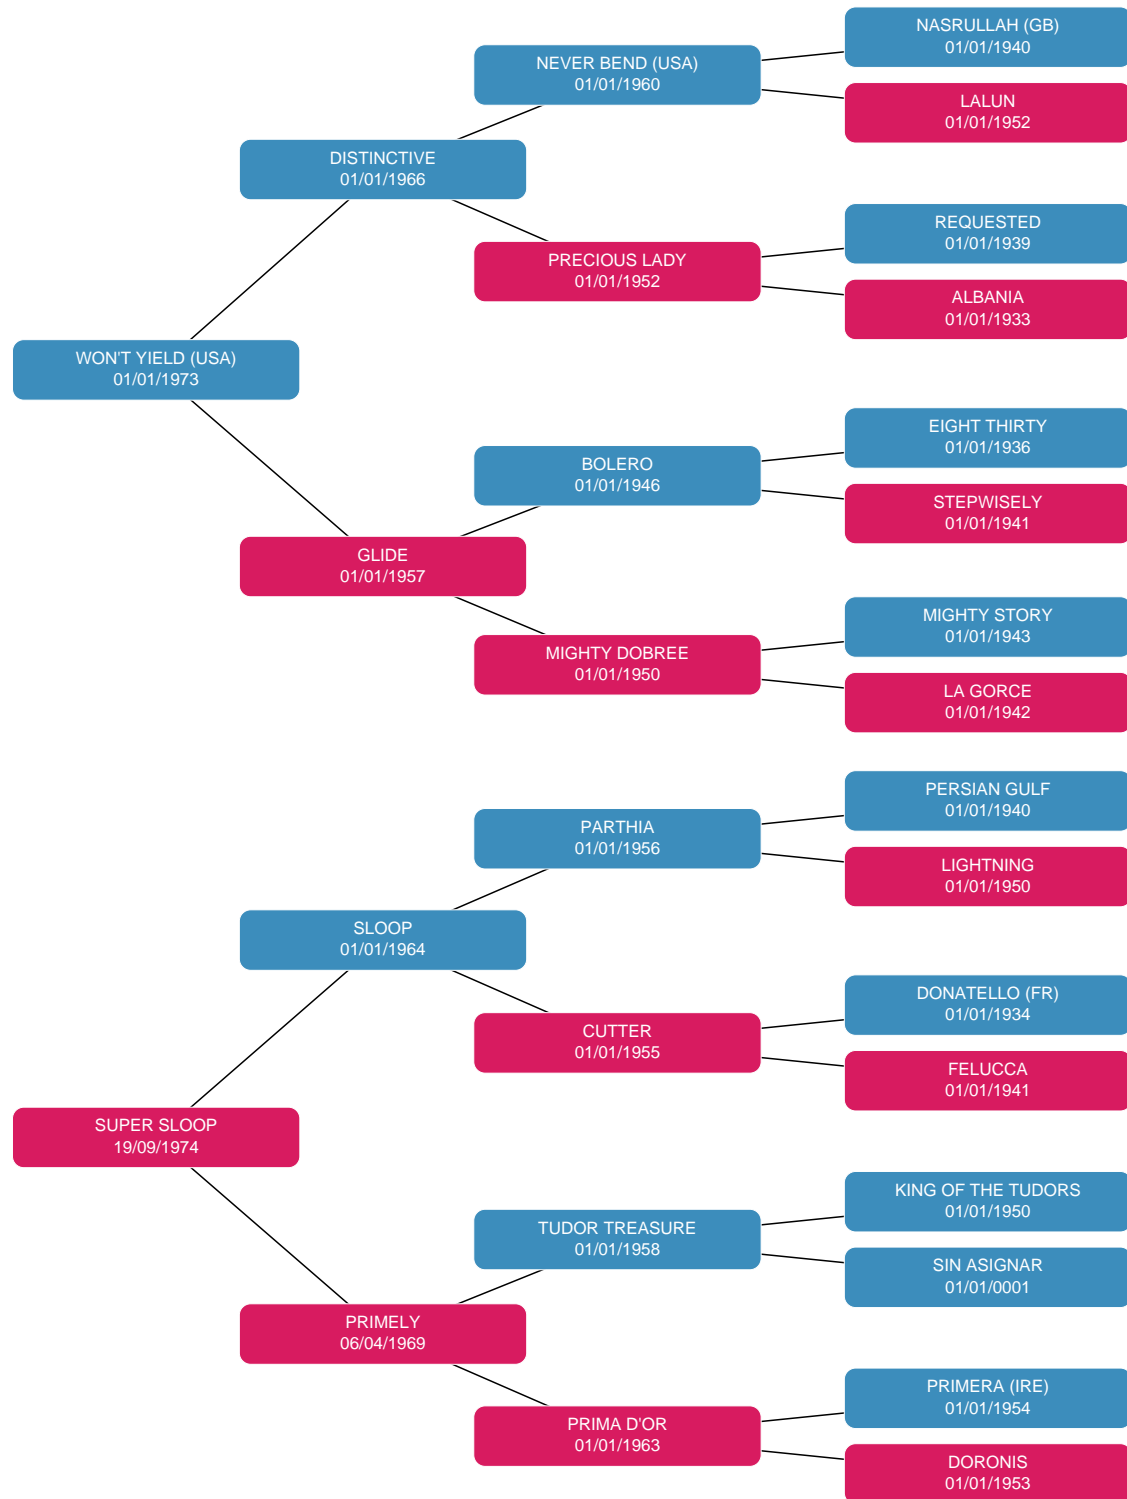 NASRULLAH (GB)
01/01/1940
NEVER BEND (USA)
01/01/1960
LALUN
01/01/1952
DISTINCTIVE
01/01/1966
REQUESTED
01/01/1939
PRECIOUS LADY
01/01/1952
ALBANIA
01/01/1933
WON'T YIELD (USA)
01/01/1973
EIGHT THIRTY
01/01/1936
BOLERO
01/01/1946
STEPWISELY
01/01/1941
GLIDE
01/01/1957
MIGHTY STORY
01/01/1943
MIGHTY DOBREE
01/01/1950
LA GORCE
01/01/1942
PERSIAN GULF
01/01/1940
PARTHIA
01/01/1956
LIGHTNING
01/01/1950
SLOOP
01/01/1964
DONATELLO (FR)
01/01/1934
CUTTER
01/01/1955
FELUCCA
01/01/1941
SUPER SLOOP
19/09/1974
KING OF THE TUDORS
01/01/1950
TUDOR TREASURE
01/01/1958
SIN ASIGNAR
01/01/0001
PRIMELY
06/04/1969
PRIMERA (IRE)
01/01/1954
PRIMA D'OR
01/01/1963
DORONIS
01/01/1953